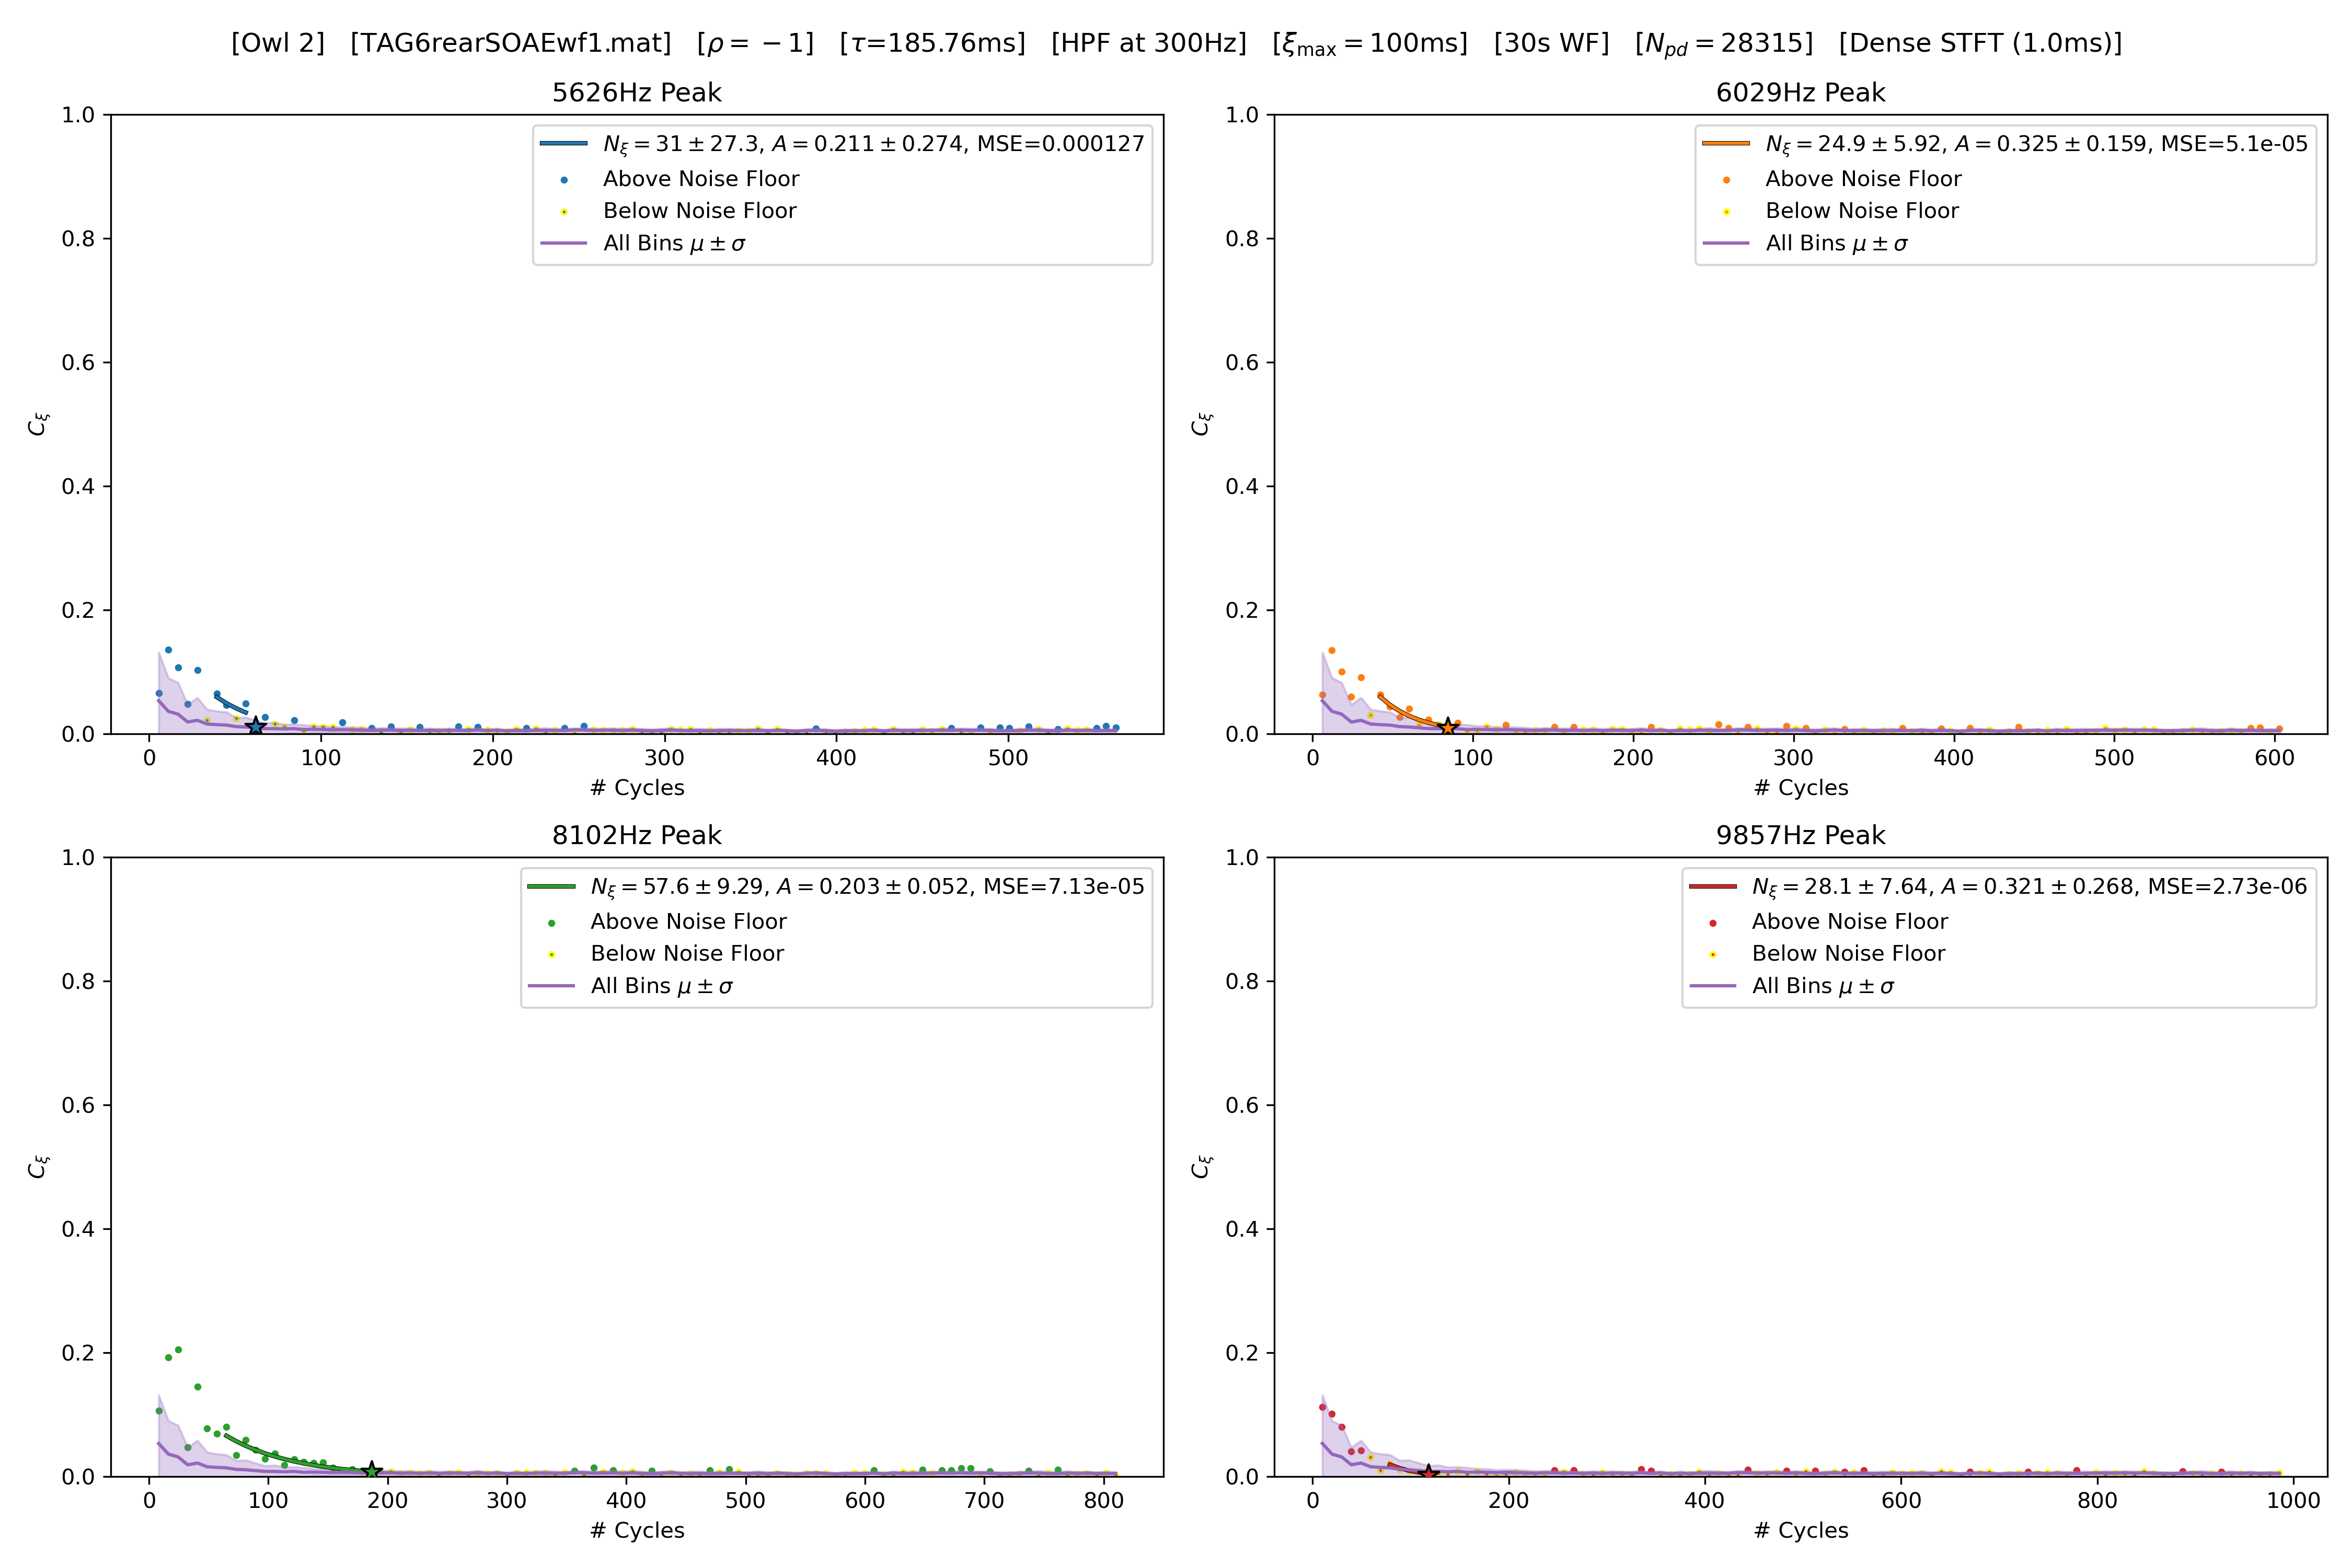 [Owl 2] [TAG6rearSOAEwf1.mat] [ρ = −1] [τ=185.76ms] [HPF at 300Hz] [ξmax = 100ms] [30s WF] [Npd = 28315] [Dense STFT (1.0ms)]
5626Hz Peak
Nξ = 31 ± 27.3, A = 0.211 ± 0.274, MSE=0.000127
Above Noise Floor
Below Noise Floor
All Bins μ ± σ
1.0
0.8
0.6
0.4
0.2
0.0
Cξ
0 100 200 300 400 500
# Cycles
6029Hz Peak
Nξ = 24.9 ± 5.92, A = 0.325 ± 0.159, MSE=5.1e-05
Above Noise Floor
Below Noise Floor
All Bins μ ± σ
1.0
0.8
0.6
0.4
0.2
0.0
Cξ
0 100 200 300 400 500 600
# Cycles
8102Hz Peak
Nξ = 57.6 ± 9.29, A = 0.203 ± 0.052, MSE=7.13e-05
Above Noise Floor
Below Noise Floor
All Bins μ ± σ
1.0
0.8
0.6
0.4
0.2
0.0
Cξ
0 100 200 300 400 500 600 700 800
# Cycles
9857Hz Peak
Nξ = 28.1 ± 7.64, A = 0.321 ± 0.268, MSE=2.73e-06
Above Noise Floor
Below Noise Floor
All Bins μ ± σ
1.0
0.8
0.6
0.4
0.2
0.0
Cξ
0 200 400 600 800 1000
# Cycles